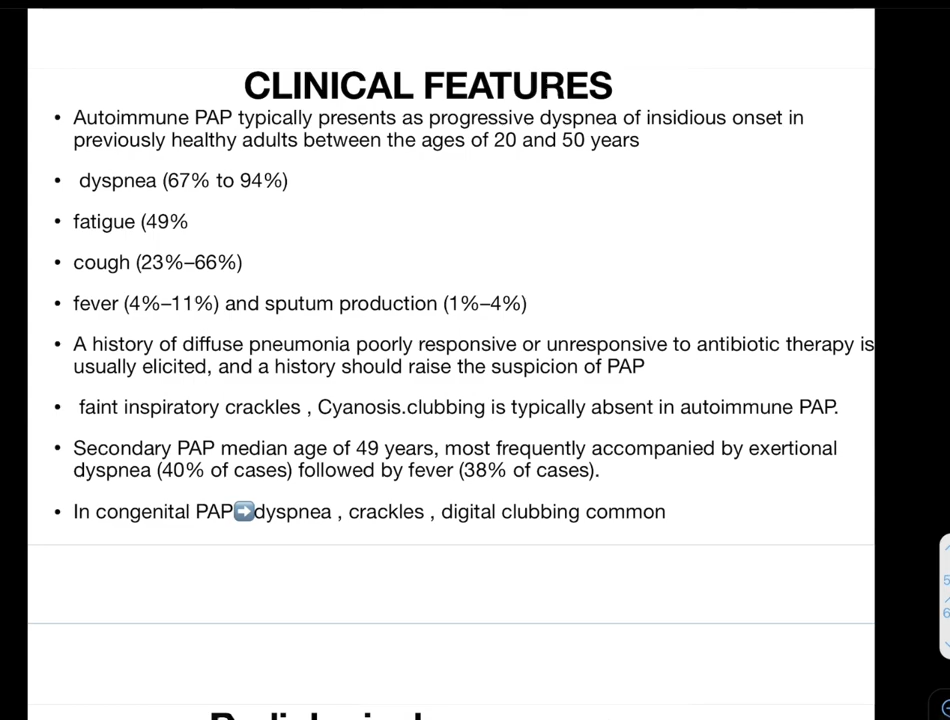 CLINICAL FEATURES
• Autoimmune PAP typically presents as progressive dyspnea of insidious onset in
previously healthy adults between the ages of 20 and 50 years
• dyspnea (67% to 94%)
• fatigue (49%
• cough (23%–66%)
• fever (4%–11%) and sputum production (1%–4%)
• A history of diffuse pneumonia poorly responsive or unresponsive to antibiotic therapy is
usually elicited, and a history should raise the suspicion of PAP
• faint inspiratory crackles , Cyanosis.clubbing is typically absent in autoimmune PAP.
• Secondary PAP median age of 49 years, most frequently accompanied by exertional
dyspnea (40% of cases) followed by fever (38% of cases).
• In congenital PAP➡️dyspnea , crackles , digital clubbing common
5
6